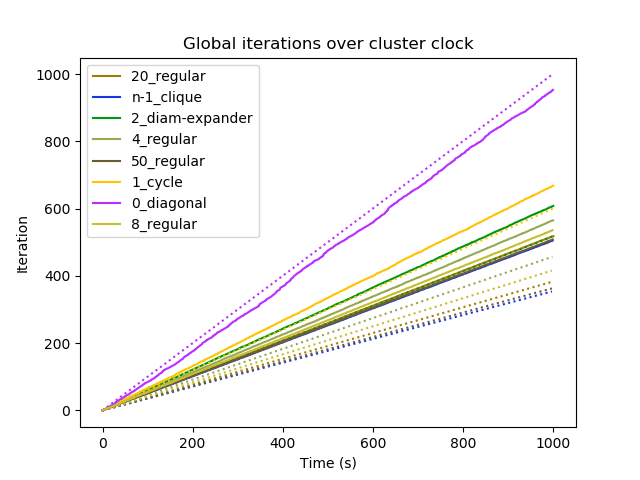 Global iterations over cluster clock
20_regular
n-1_clique
2_diam-expander
4_regular
50_regular
1_cycle
0_diagonal
8_regular
1000
800
600
400
200
0
Iteration
0 200 400 600 800 1000
Time (s)